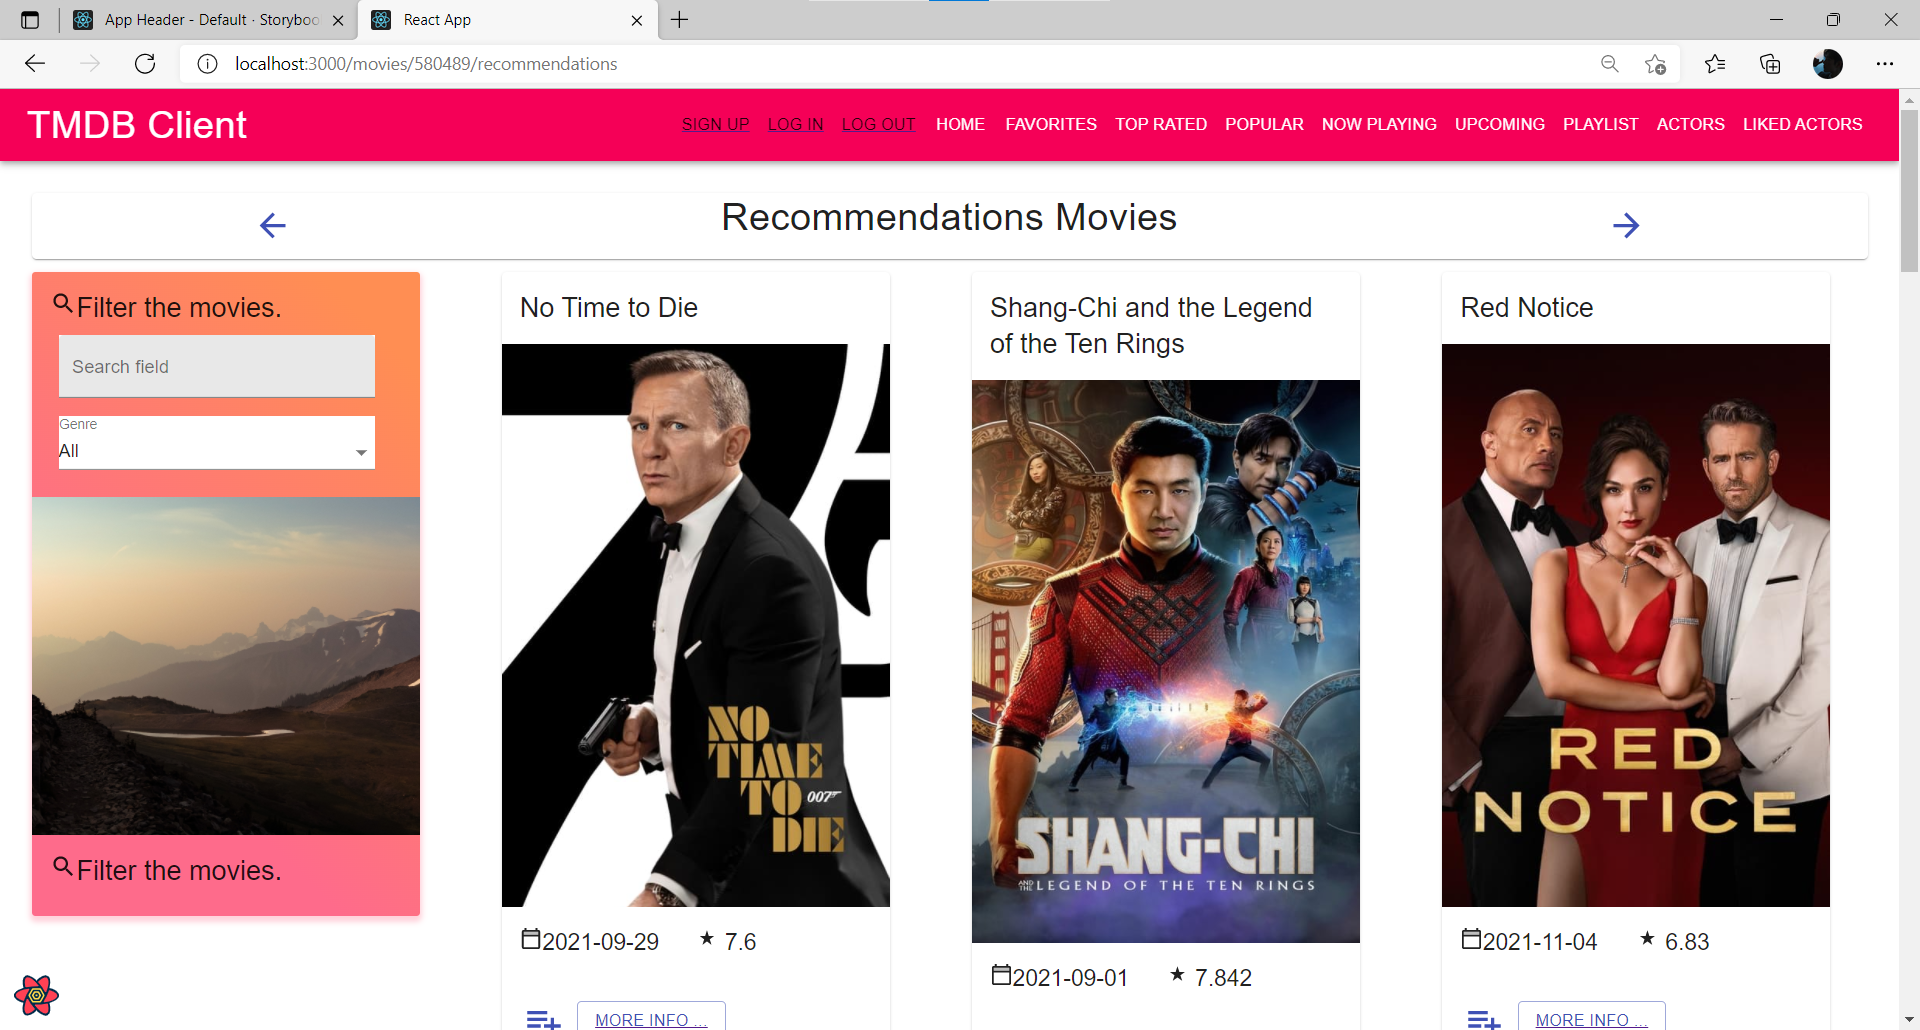 App Header - Default · Storyboo
React App
localhost:3000/movies/580489/recommendations
TMDB Client
SIGN UP LOG IN LOG OUT HOME FAVORITES TOP RATED POPULAR NOW PLAYING UPCOMING PLAYLIST ACTORS LIKED ACTORS
Recommendations Movies
Filter the movies.
Search field
Genre
All
Filter the movies.
No Time to Die
NO
TIME
TO 007
DIE
2021-09-29 7.6
MORE INFO ...
Shang-Chi and the Legend
of the Ten Rings
SHANG-CHI
AND THE LEGEND OF THE TEN RINGS
2021-09-01 7.842
Red Notice
RED
NOTICE
2021-11-04 6.83
MORE INFO ...